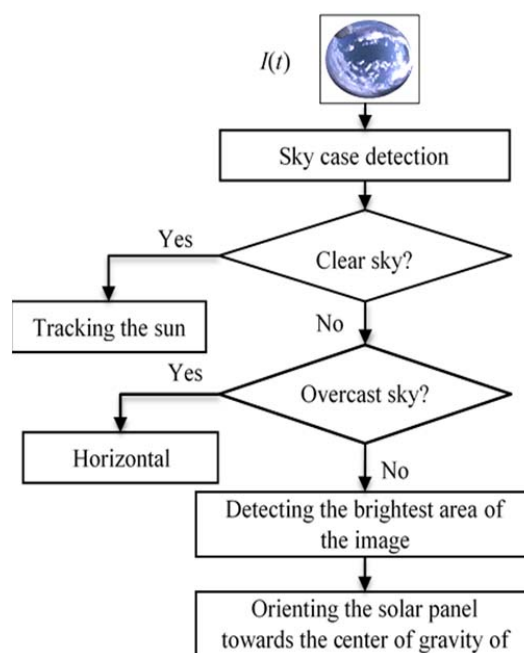 I(t)
Sky case detection
Yes
Clear sky?
Tracking the sun
No
Yes
Overcast sky?
Horizontal
No
Detecting the brightest area of
the image
Orienting the solar panel
towards the center of gravity of